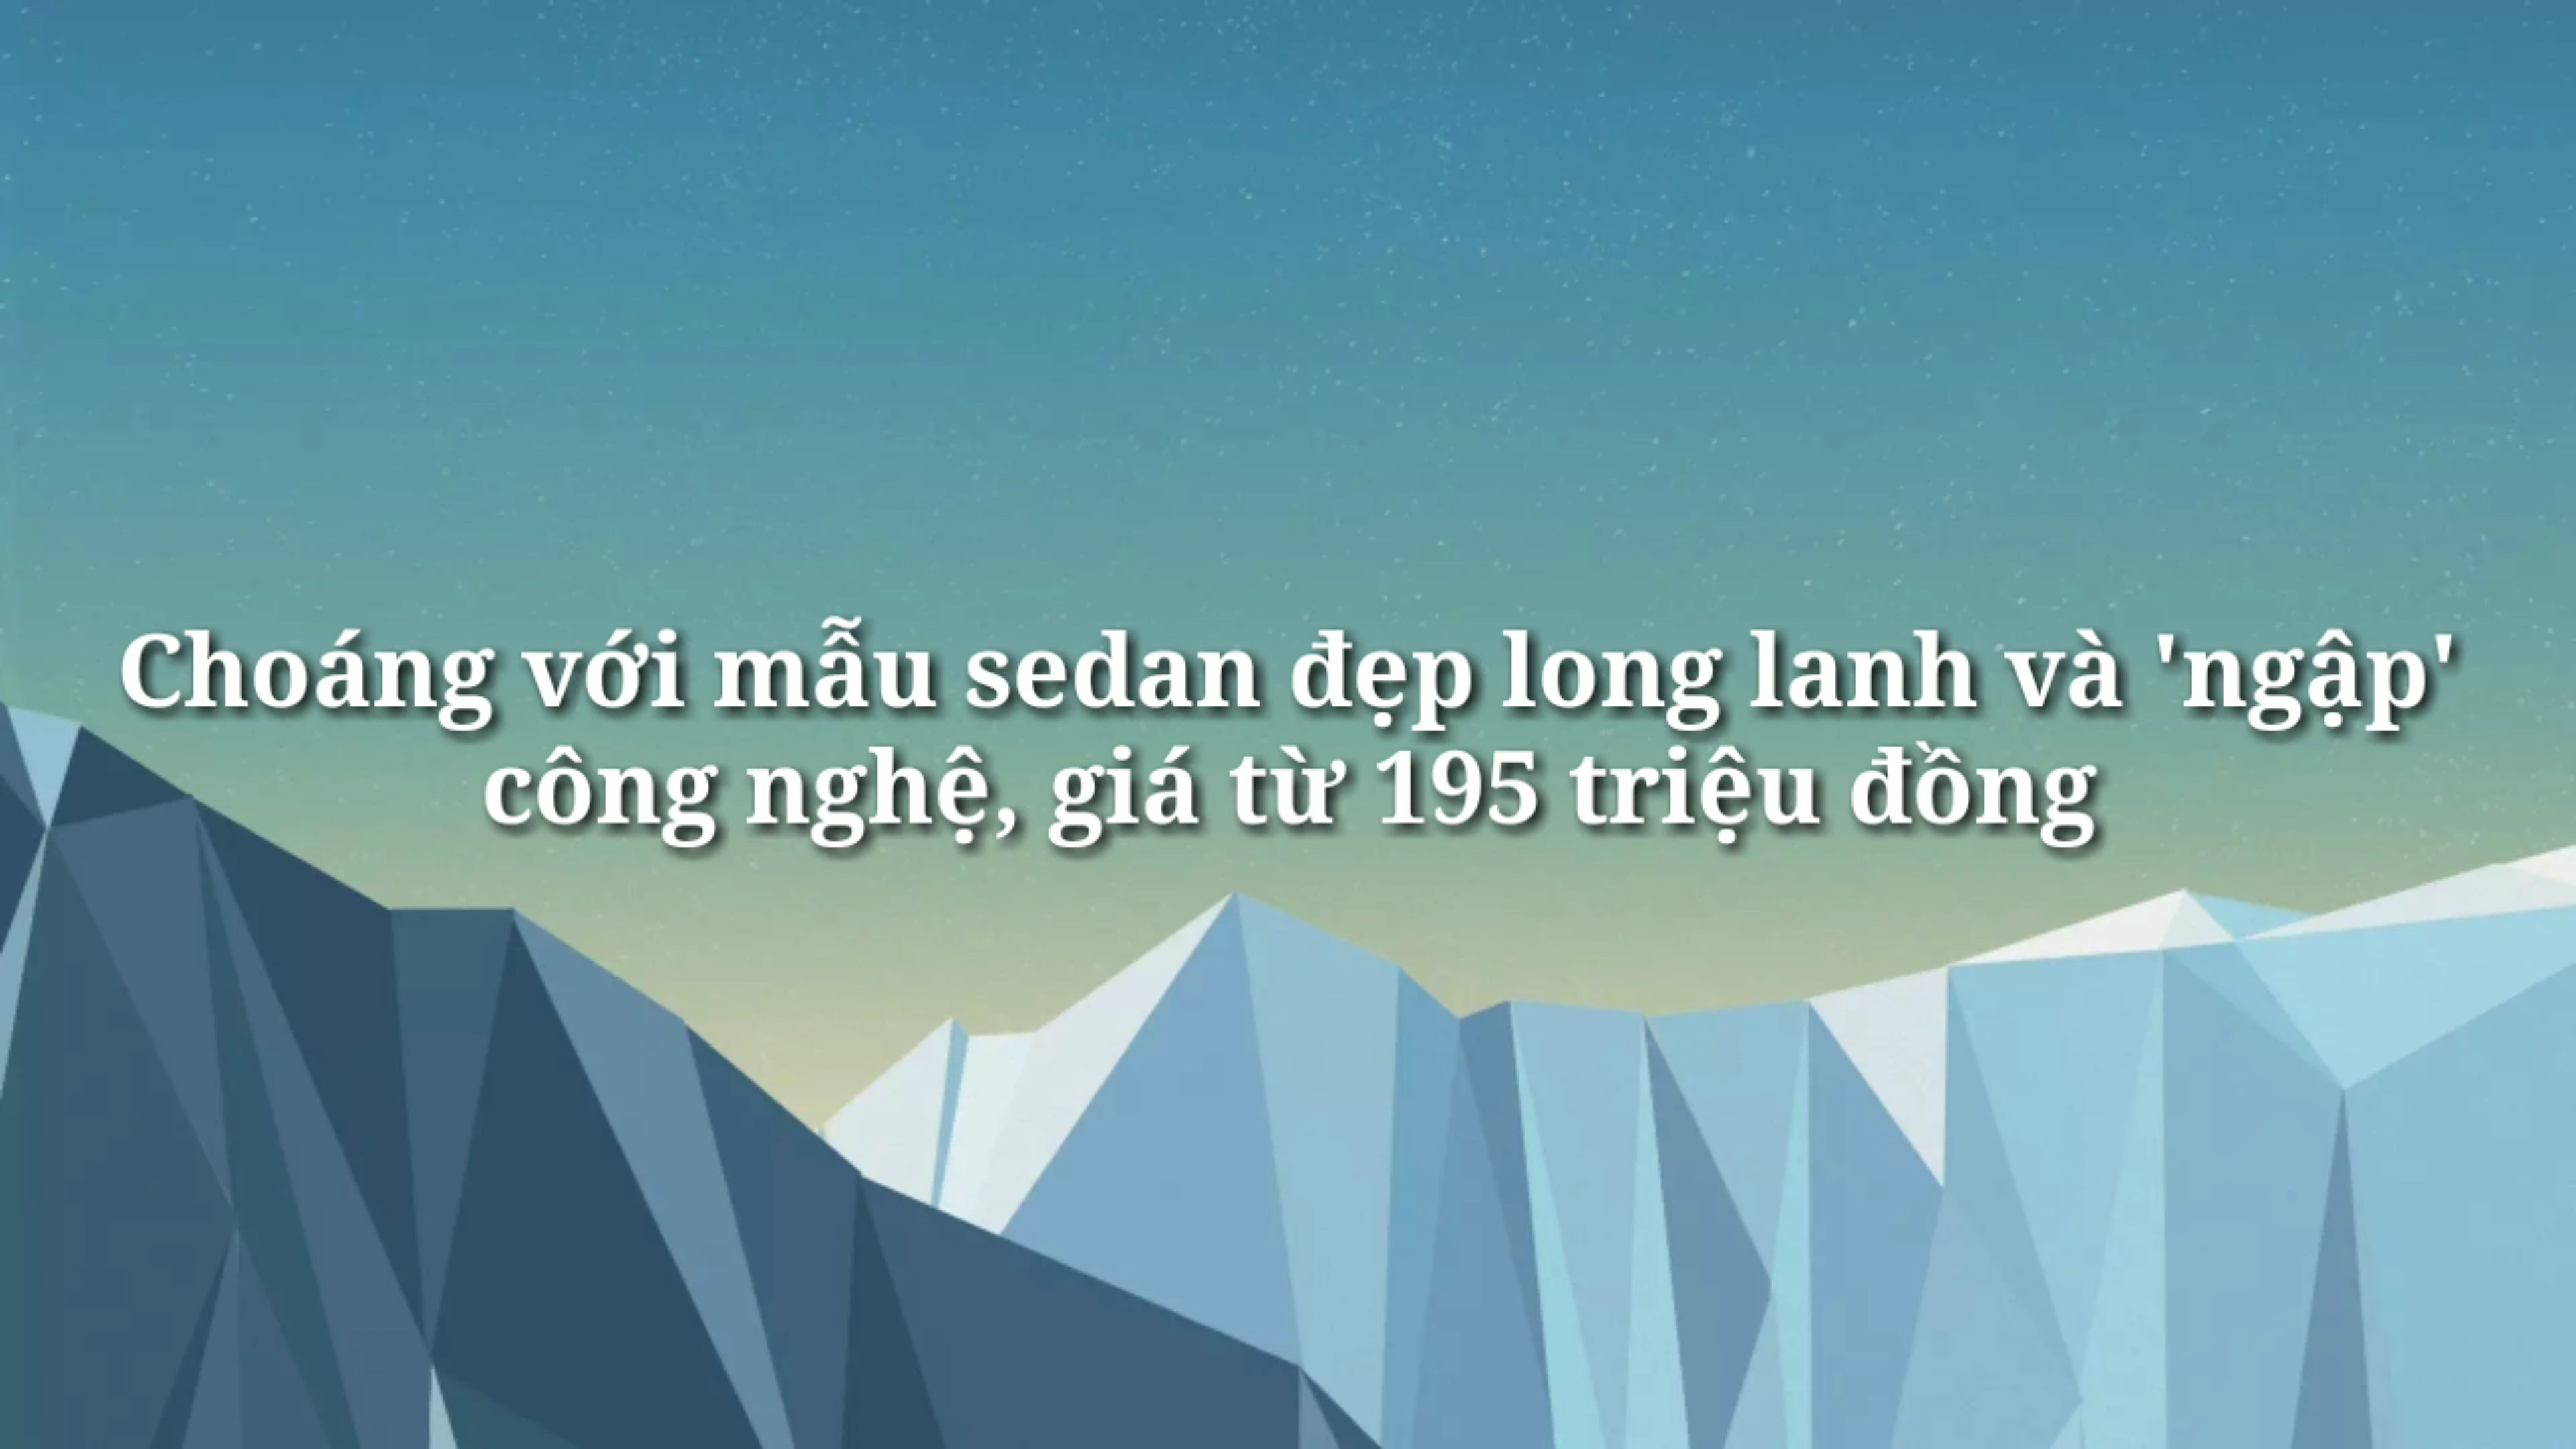 Choáng với mẫu sedan đẹp long lanh và 'ngập'
công nghệ, giá từ 195 triệu đồng